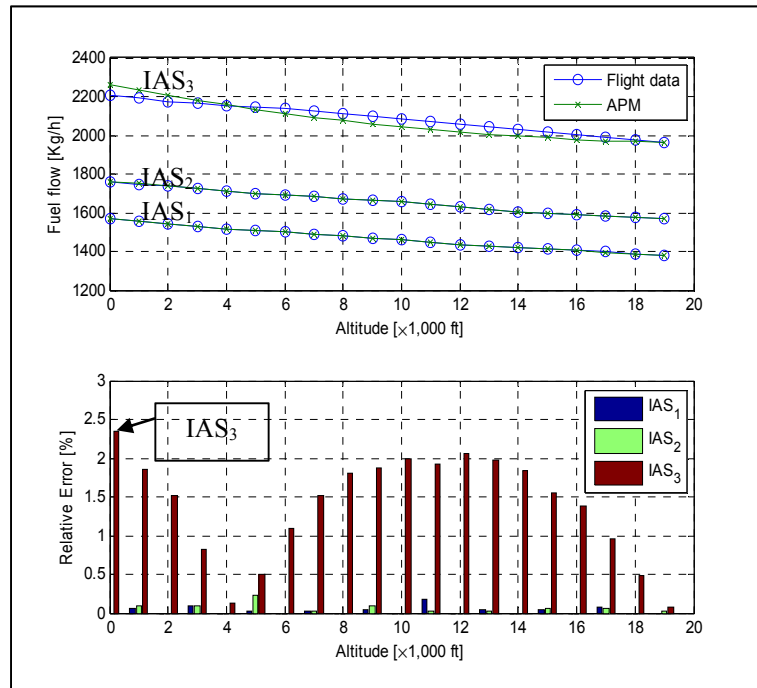 2400
2200
2000
1800
1600
1400
1200
Fuel flow [Kg/h]
IAS3
IAS2
IAS1
Flight data
APM
0 2 4 6 8 10 12 14 16 18 20
Altitude [×1,000 ft]
3
2.5
2
1.5
1
0.5
0
Relative Error [%]
IAS3
IAS1
IAS2
IAS3
0 2 4 6 8 10 12 14 16 18 20
Altitude [×1,000 ft]